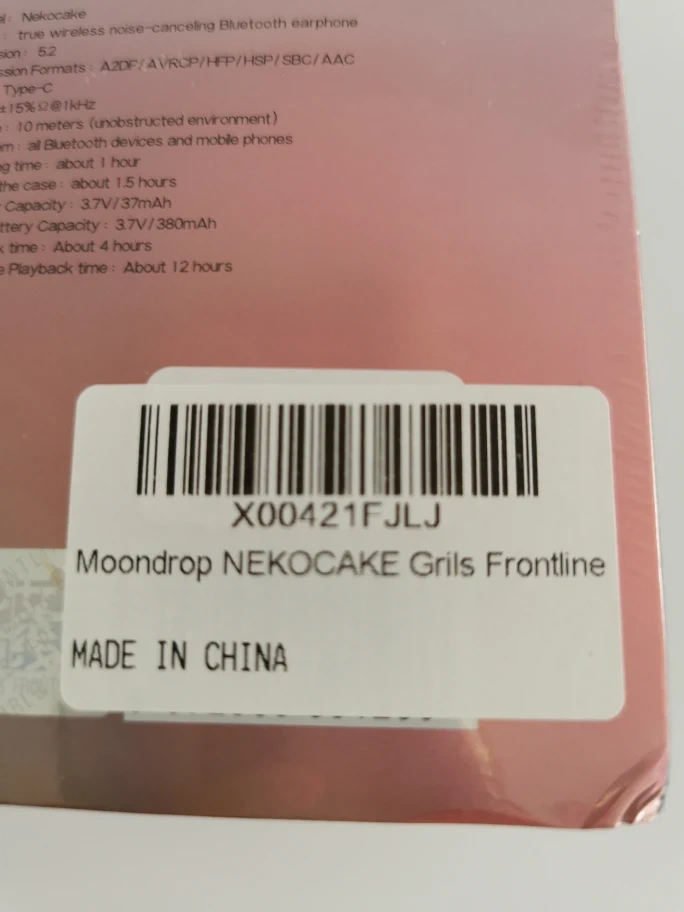 : Nekocake
: true wireless noise-canceling Bluetooth earphone
: 5.2
Formats : A2DP/AVRCP/HFP/HSP/SBC/AAC
Type-C
±15%Ω@1kHz
: 10 meters (unobstructed environment)
: all Bluetooth devices and mobile phones
time : about 1 hour
the case : about 1.5 hours
Capacity : 3.7V/37mAh
Capacity : 3.7V/380mAh
time : About 4 hours
Playback time : About 12 hours
X00421FJLJ
Moondrop NEKOCAKE Grils Frontline
MADE IN CHINA